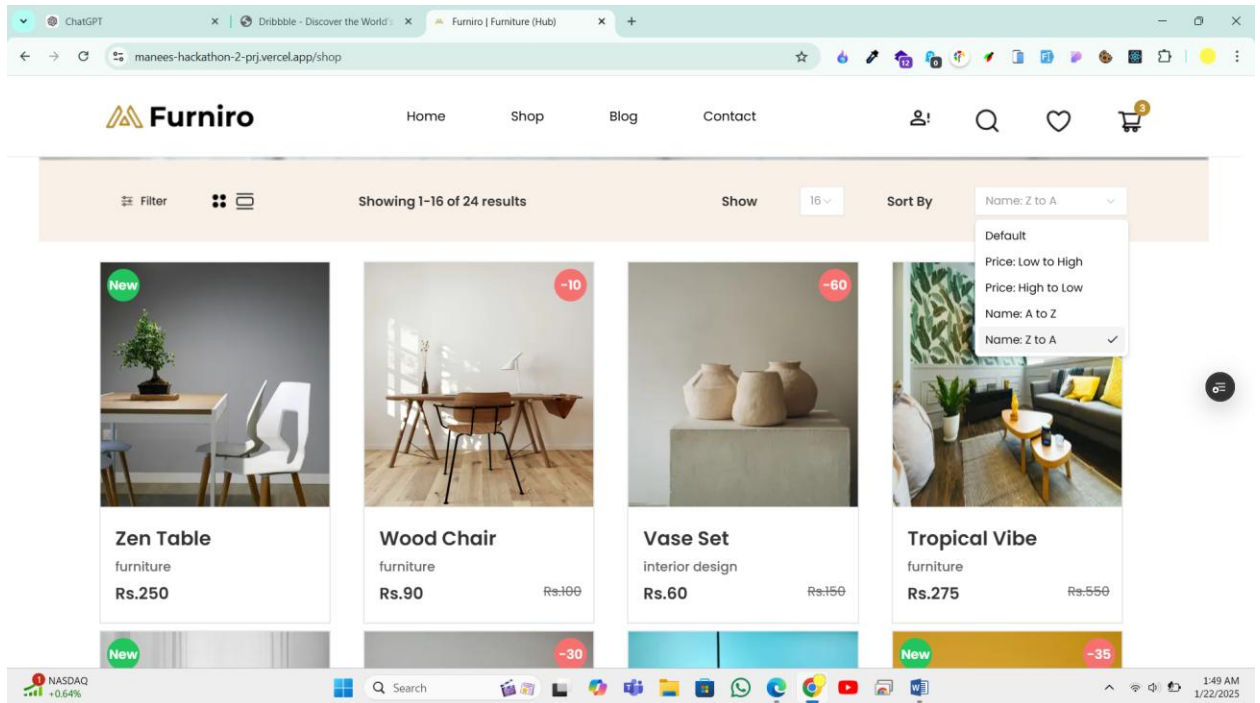 ChatGPT
Dribbble - Discover the World's
Furniro | Furniture (Hub)
manees-hackathon-2-prj.vercel.app/shop
12
0
Furniro
Home Shop Blog Contact
3
Filter
Showing 1-16 of 24 results
Show 16
Sort By Name: Z to A
Default
Price: Low to High
Price: High to Low
Name: A to Z
Name: Z to A
New
-10
-60
Zen Table
furniture
Rs.250
Wood Chair
furniture
Rs.90 Rs.100
Vase Set
interior design
Rs.60 Rs.150
Tropical Vibe
furniture
Rs.275 Rs.550
New
-30
New
-35
1
NASDAQ
+0.64%
Search
1:49 AM
1/22/2025